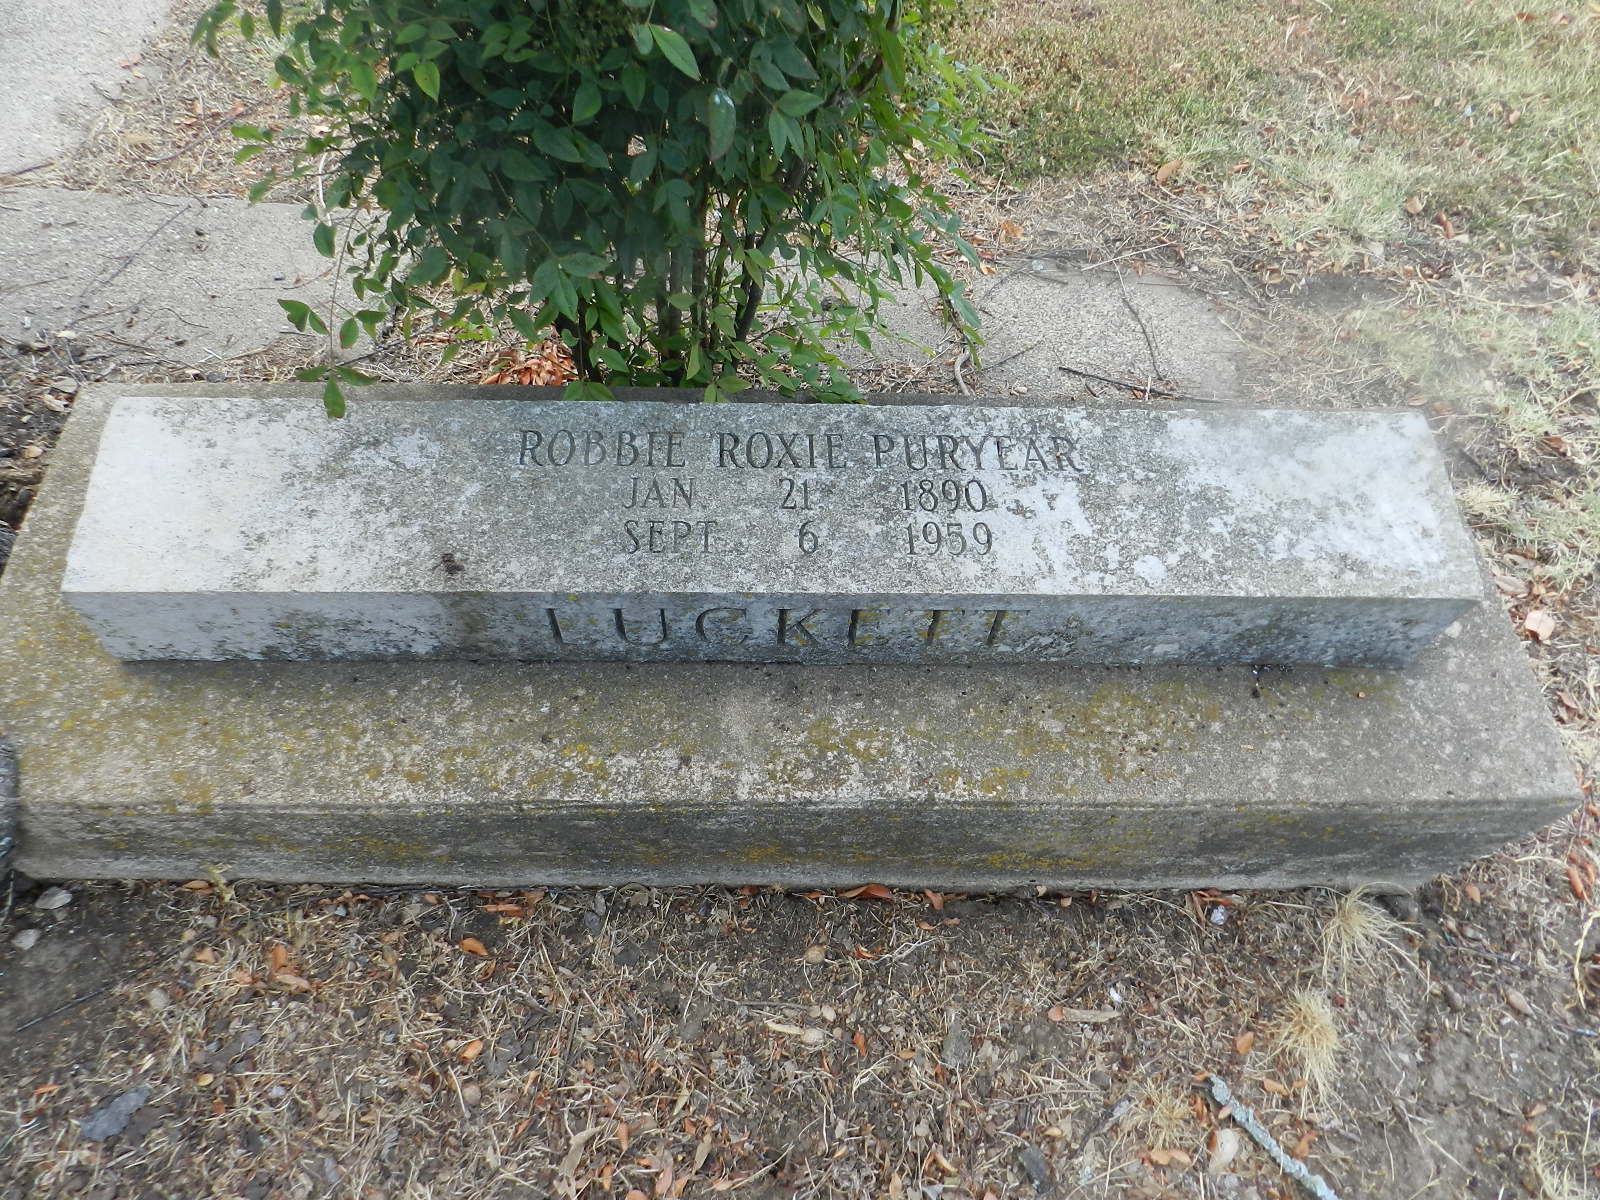 ROBBIE ROXIE PURYEAR
JAN. 21 1890
SEPT. 6 1959
LUCKETT